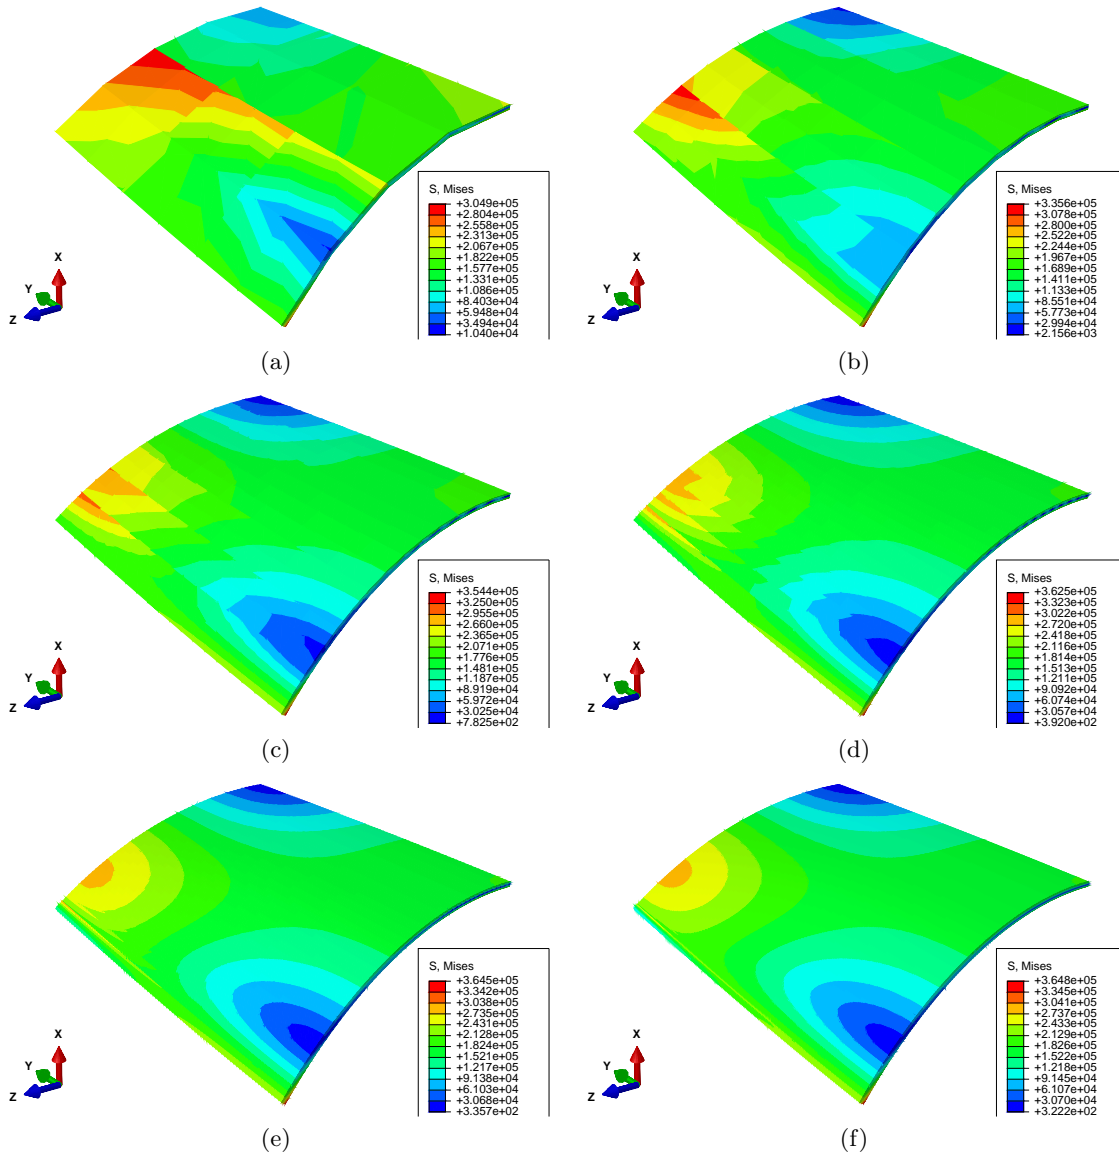 S, Mises
+3.049e+05
+2.804e+05
+2.558e+05
+2.313e+05
+2.067e+05
+1.822e+05
+1.577e+05
+1.331e+05
+1.086e+05
+8.403e+04
+5.948e+04
+3.494e+04
+1.040e+04
X
Y
Z
(a)
S, Mises
+3.356e+05
+3.078e+05
+2.800e+05
+2.522e+05
+2.244e+05
+1.967e+05
+1.689e+05
+1.411e+05
+1.133e+05
+8.551e+04
+5.773e+04
+2.994e+04
+2.156e+03
X
Y
Z
(b)
S, Mises
+3.544e+05
+3.250e+05
+2.955e+05
+2.660e+05
+2.365e+05
+2.071e+05
+1.776e+05
+1.481e+05
+1.187e+05
+8.919e+04
+5.972e+04
+3.025e+04
+7.825e+02
X
Y
Z
(c)
S, Mises
+3.625e+05
+3.323e+05
+3.022e+05
+2.720e+05
+2.418e+05
+2.116e+05
+1.814e+05
+1.513e+05
+1.211e+05
+9.092e+04
+6.074e+04
+3.057e+04
+3.920e+02
X
Y
Z
(d)
S, Mises
+3.645e+05
+3.342e+05
+3.038e+05
+2.735e+05
+2.431e+05
+2.128e+05
+1.824e+05
+1.521e+05
+1.217e+05
+9.138e+04
+6.103e+04
+3.068e+04
+3.357e+02
X
Y
Z
(e)
S, Mises
+3.648e+05
+3.345e+05
+3.041e+05
+2.737e+05
+2.433e+05
+2.129e+05
+1.826e+05
+1.522e+05
+1.218e+05
+9.145e+04
+6.107e+04
+3.070e+04
+3.222e+02
X
Y
Z
(f)